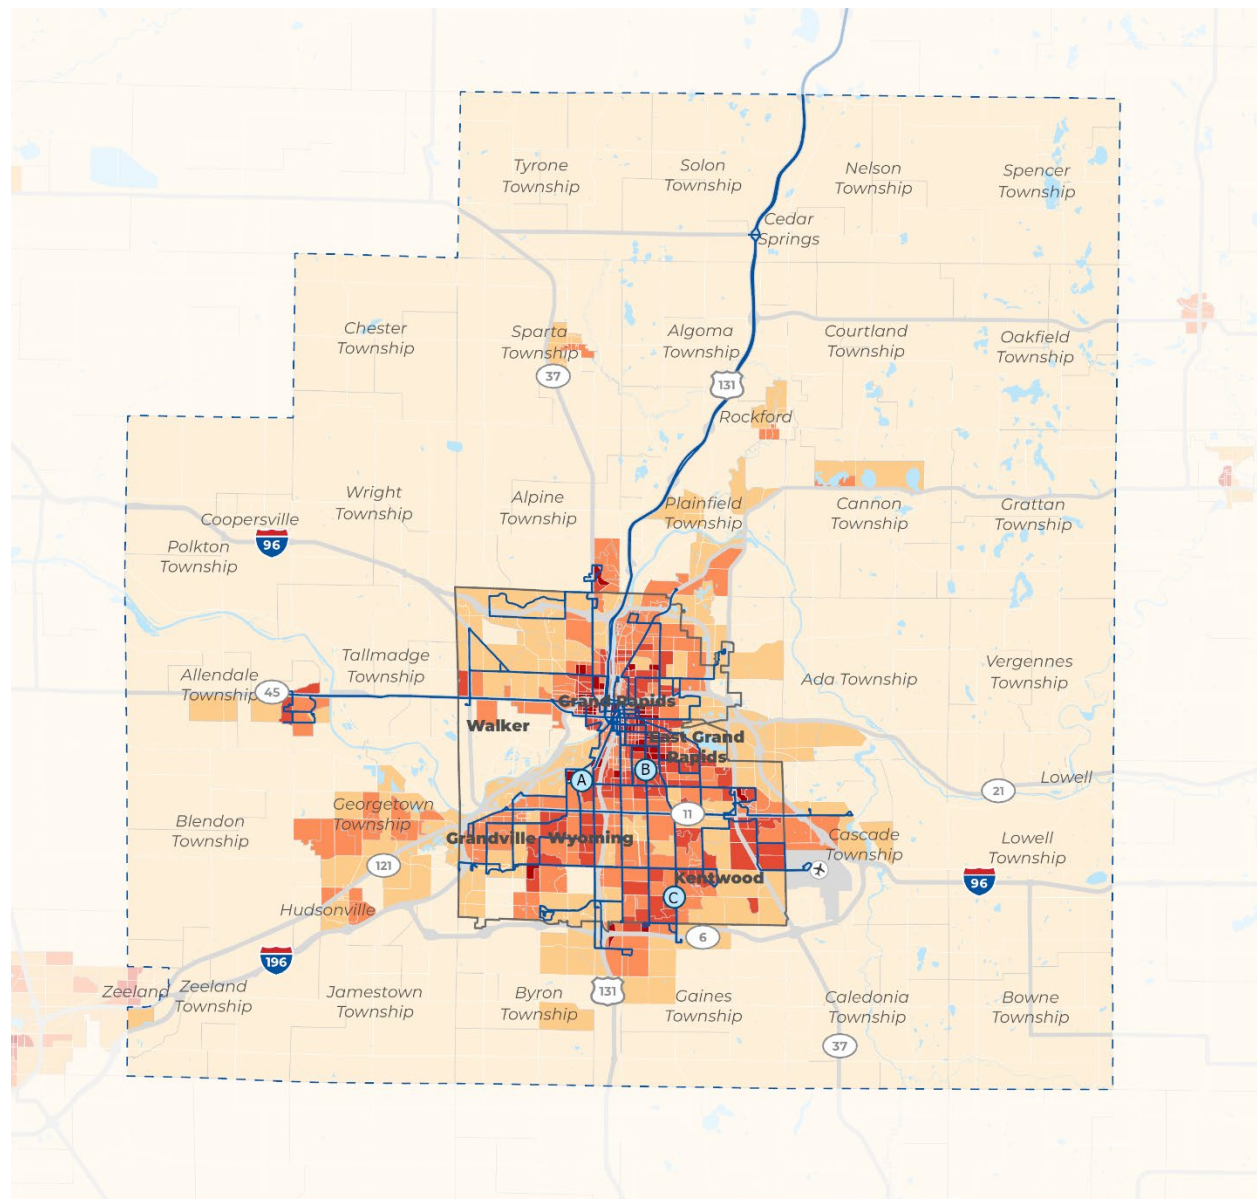 Tyrone
Township
Solon
Township
Nelson
Township
Spencer
Township
Cedar
Springs
Chester
Township
Sparta
Township
Algoma
Township
Courtland
Township
Oakfield
Township
37
131
Rockford
Wright
Township
Alpine
Township
Plainfield
Township
Cannon
Township
Grattan
Township
Coopersville
96
Polkton
Township
Allendale
Township
45
Tallmadge
Township
Ada Township
Vergennes
Township
Grand Rapids
Walker
East Grand
Rapids
A
B
Lowell
21
Georgetown
Township
11
Blendon
Township
Grandville
Wyoming
Cascade
Township
Lowell
Township
121
Kentwood
96
C
Hudsonville
6
196
Zeeland
Zeeland
Township
Jamestown
Township
Byron
Township
131
Gaines
Township
Caledonia
Township
Bowne
Township
37